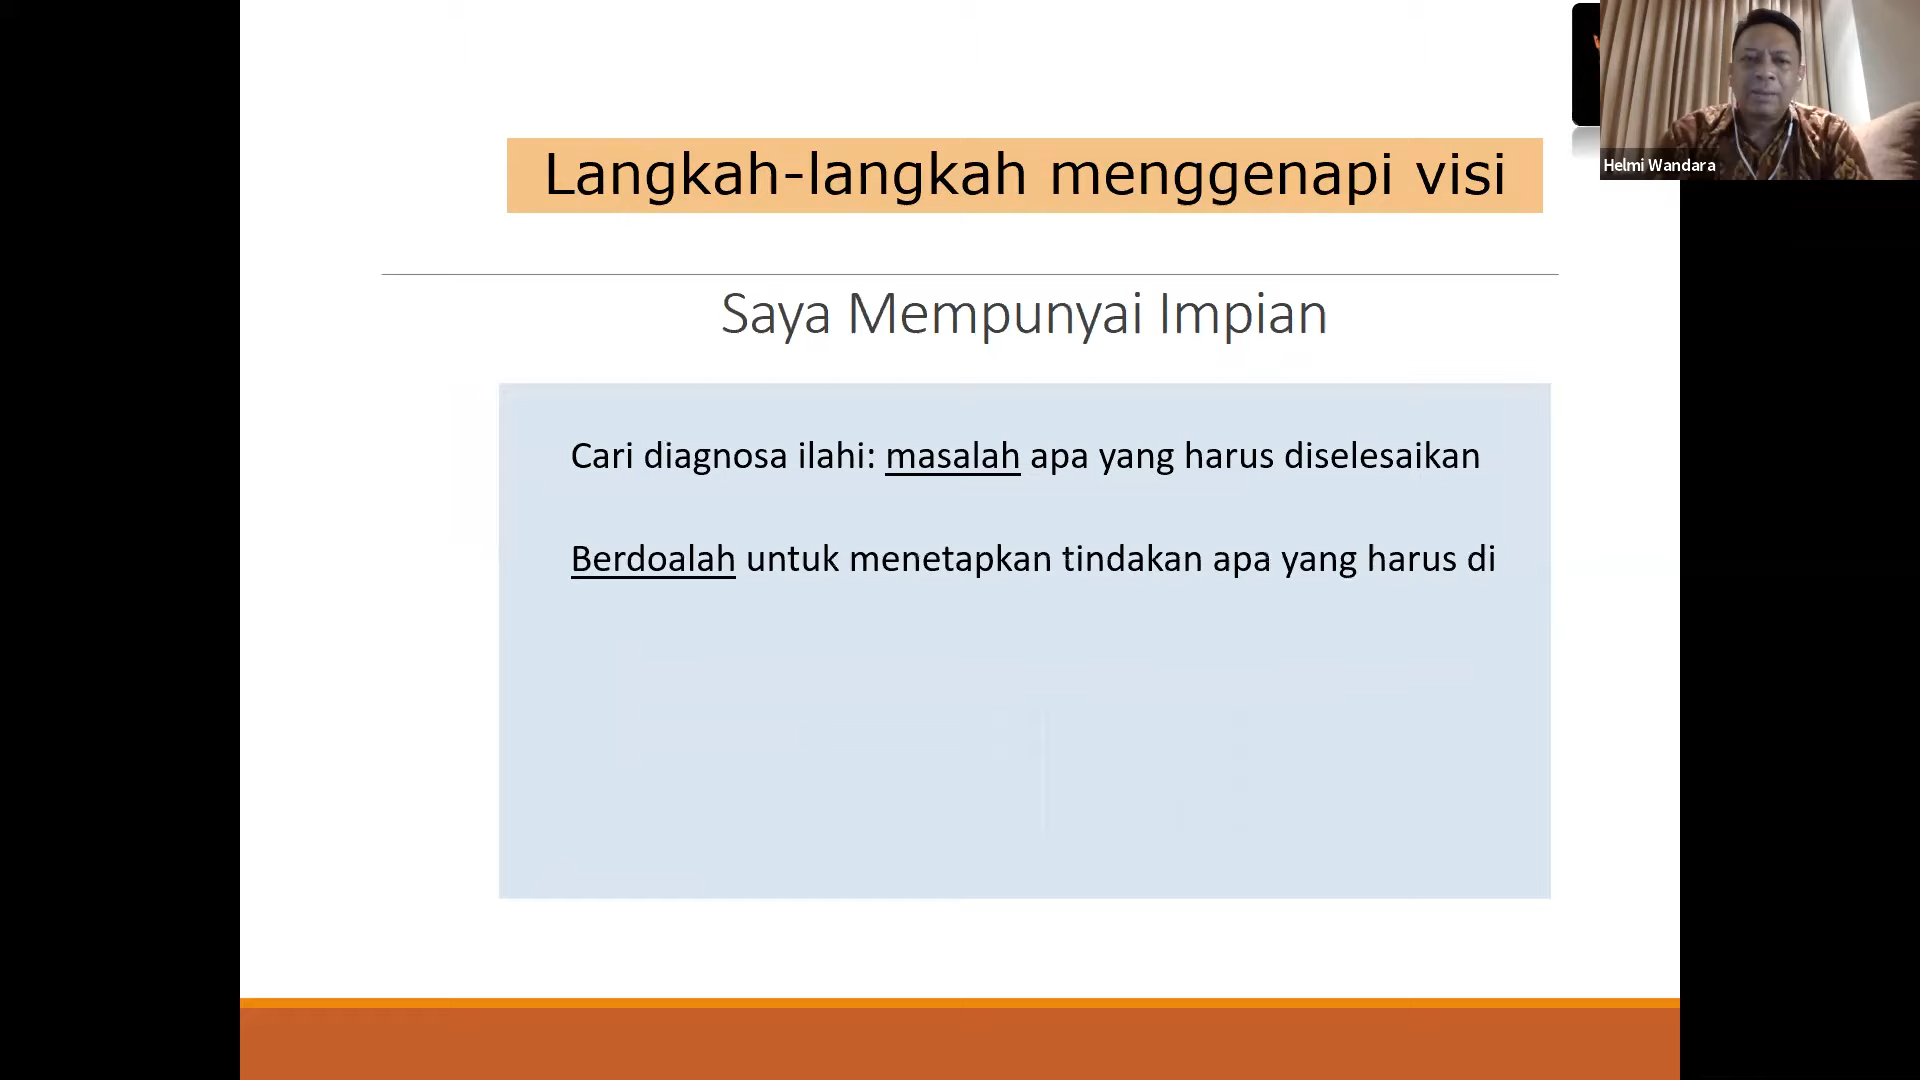 Langkah-langkah menggenapi visi
Helmi Wandara
Saya Mempunyai Impian
Cari diagnosa ilahi: masalah apa yang harus diselesaikan
Berdoalah untuk menetapkan tindakan apa yang harus di